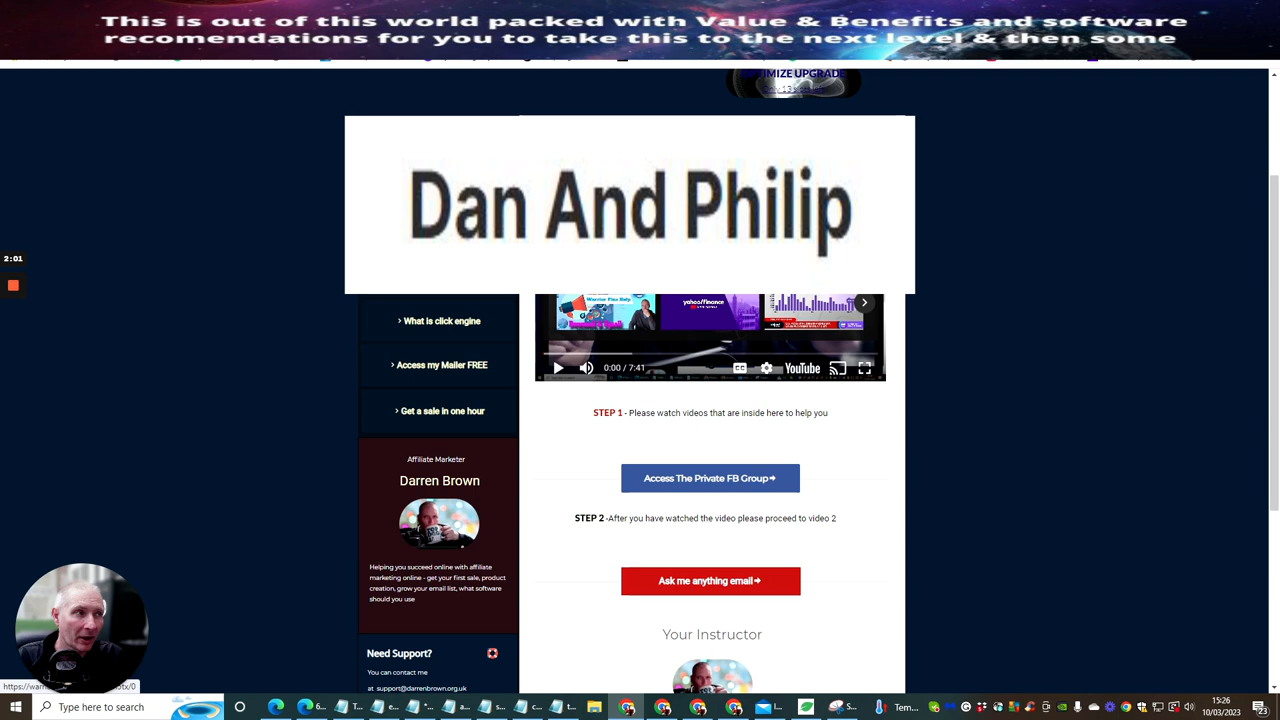 This is out of this world packed with Value & Benefits and software
recomendations for you to take this to the next level & then some
OPTIMIZE UPGRADE
Dan And Philip
2:01
yahoo/finance
> What is click engine
0:00 / 7:41
CC
YouTube
> Access my Mailer FREE
> Get a sale in one hour
STEP 1 - Please watch videos that are inside here to help you
Affiliate Marketer
Darren Brown
Access The Private FB Group
STEP 2 -After you have watched the video please proceed to video 2
Helping you succeed online with affiliate
marketing online - get your first sale, product
creation, grow your email list, what software
should you use
Ask me anything email
Your Instructor
Need Support?
You can contact me
at support@darrenbrown.org.uk
Type here to search
15:26
10/03/2023